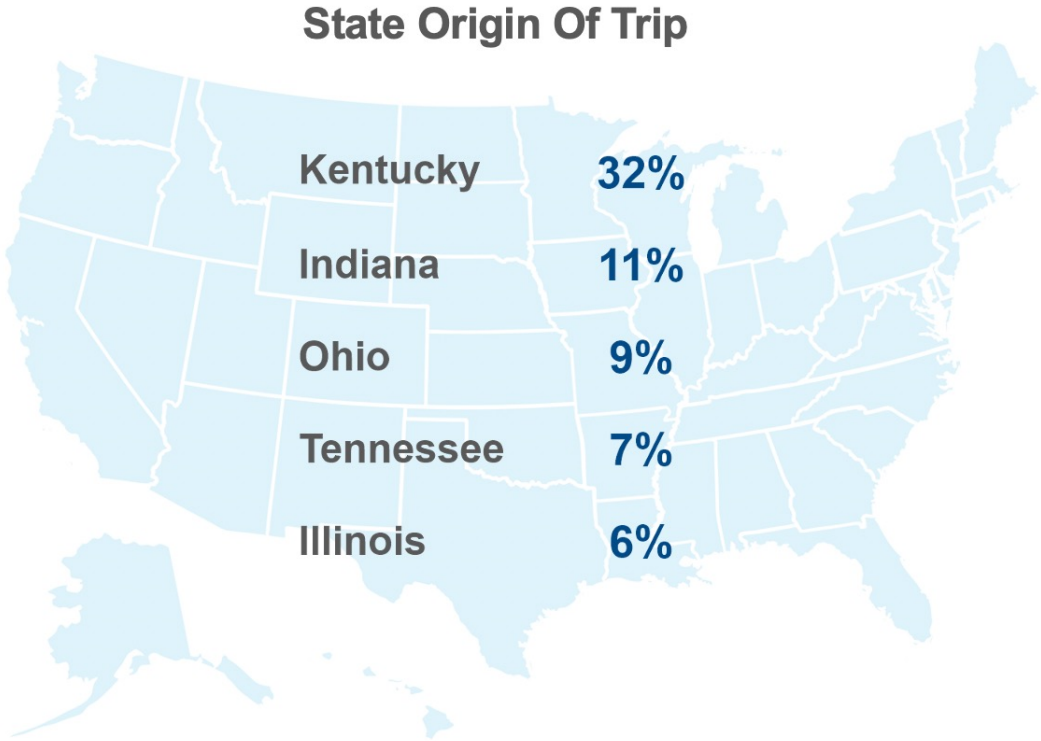 State Origin Of Trip
Kentucky 32%
Indiana 11%
Ohio 9%
Tennessee 7%
Illinois 6%